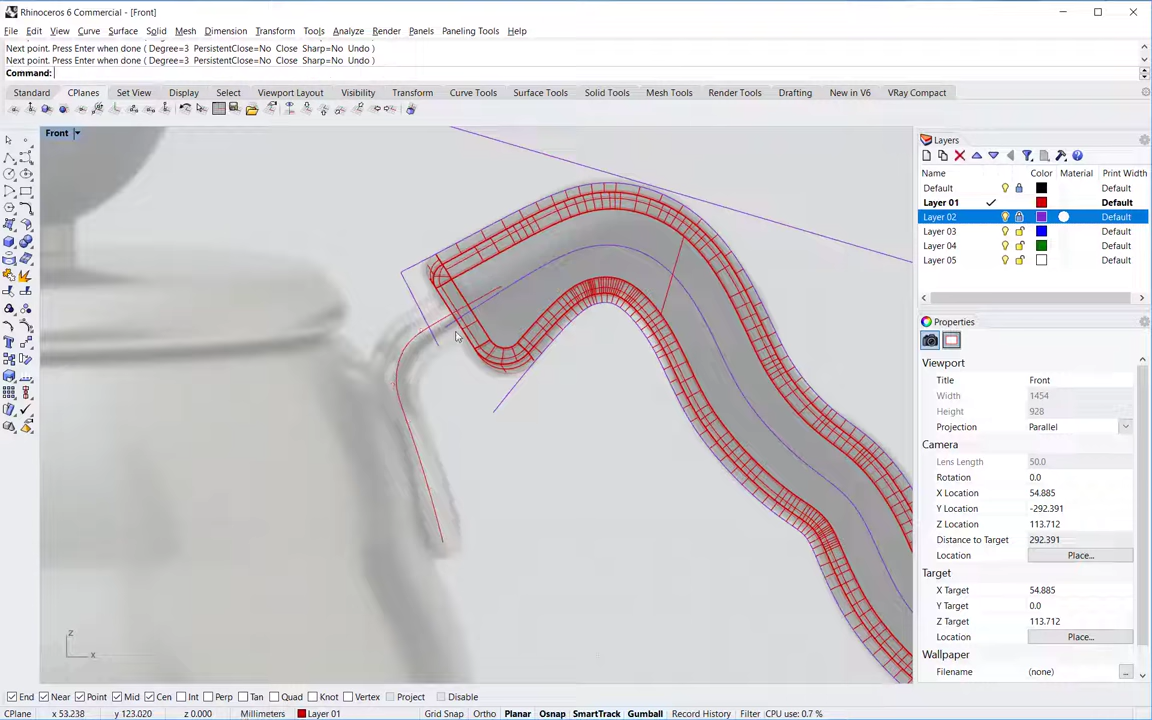 Rhinoceros 6 Commercial - [Front]
File Edit View Curve Surface Solid Mesh Dimension Transform Tools Analyze Render Panels Paneling Tools Help
Next point. Press Enter when done ( Degree=3 PersistentClose=No Close Sharp=No Undo )
Next point. Press Enter when done ( Degree=3 PersistentClose=No Close Sharp=No Undo )
Command:
Standard CPlanes Set View Display Select Viewport Layout Visibility Transform Curve Tools Surface Tools Solid Tools Mesh Tools Render Tools Drafting New in V6 VRay Compact
Front
Layers
Name Color Material Print Width
Default Default
Layer 01 Default
Layer 02 Default
Layer 03 Default
Layer 04 Default
Layer 05 Default
Properties
Viewport
Title Front
Width 1454
Height 928
Projection Parallel
Camera
Lens Length 50.0
Rotation 0.0
X Location 54.885
Y Location -292.391
Z Location 113.712
Distance to Target 292.391
Location Place...
Target
X Target 54.885
Y Target 0.0
Z Target 113.712
Location Place...
Wallpaper
Filename (none) ...
z
x
End Near Point Mid Cen Int Perp Tan Quad Knot Vertex Project Disable
CPlane x 53.238 y 123.020 z 0.000 Millimeters Layer 01 Grid Snap Ortho Planar Osnap SmartTrack Gumball Record History Filter CPU use: 0.7 %